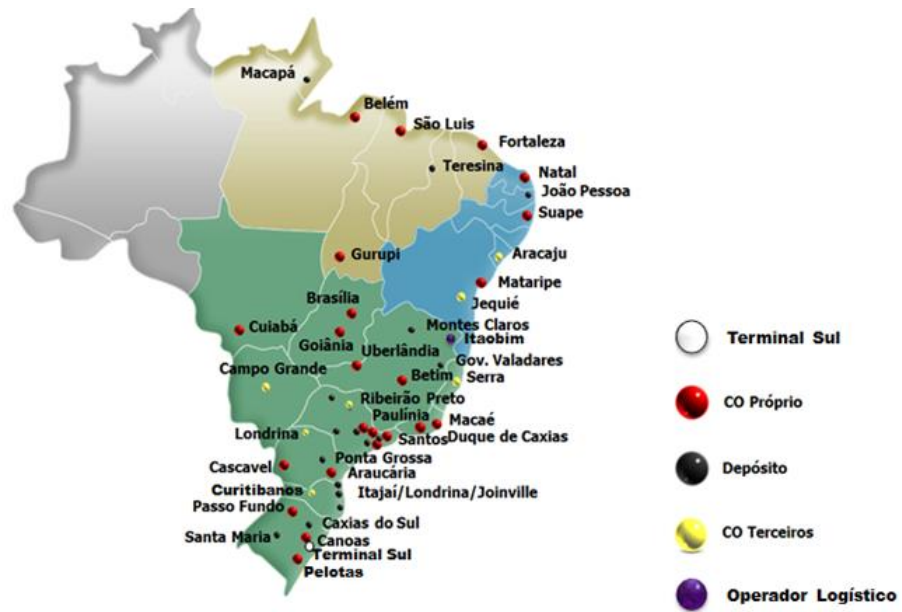 Macapá
Belém
São Luis
Fortaleza
Teresina
Natal
João Pessoa
Suape
Aracaju
Gurupi
Mataripe
Brasília
Jequié
Cuiabá
Montes Claros
Goiânia
Itaobim
Uberlândia
Gov. Valadares
Campo Grande
Betim
Serra
Ribeirão Preto
Paulínia
Macaé
Londrina
Santos
Duque de Caxias
Cascavel
Ponta Grossa
Araucária
Curitibanos
Itajaí/Londrina/Joinville
Passo Fundo
Caxias do Sul
Santa Maria
Canoas
Terminal Sul
Pelotas
Terminal Sul
CO Próprio
Depósito
CO Terceiros
Operador Logístico